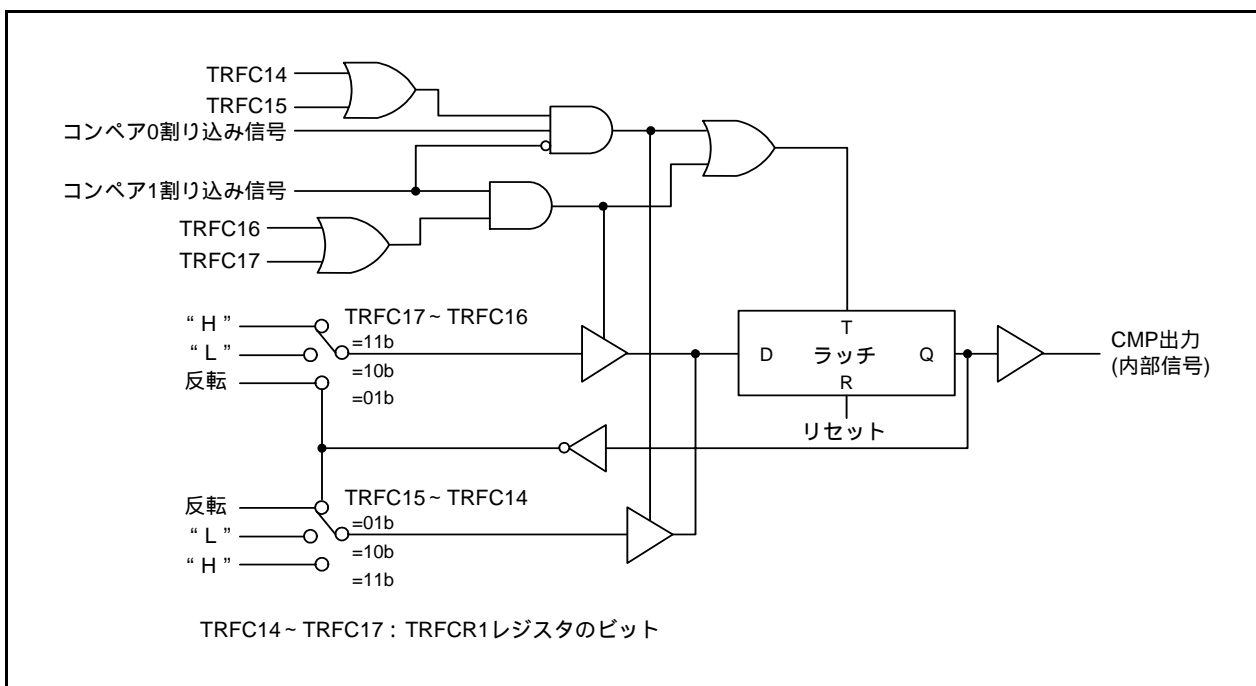 TRFC14
TRFC15
コンペア0割り込み信号
コンペア1割り込み信号
TRFC16
TRFC17
“ H ”
“ L ”
反転
TRFC17~ TRFC16
=11b
=10b
=01b
T
D
ラッチ
Q
R
リセット
CMP出力
(内部信号)
反転
“ L ”
“ H ”
TRFC15~ TRFC14
=01b
=10b
=11b
TRFC14~ TRFC17：TRFCR1レジスタのビット